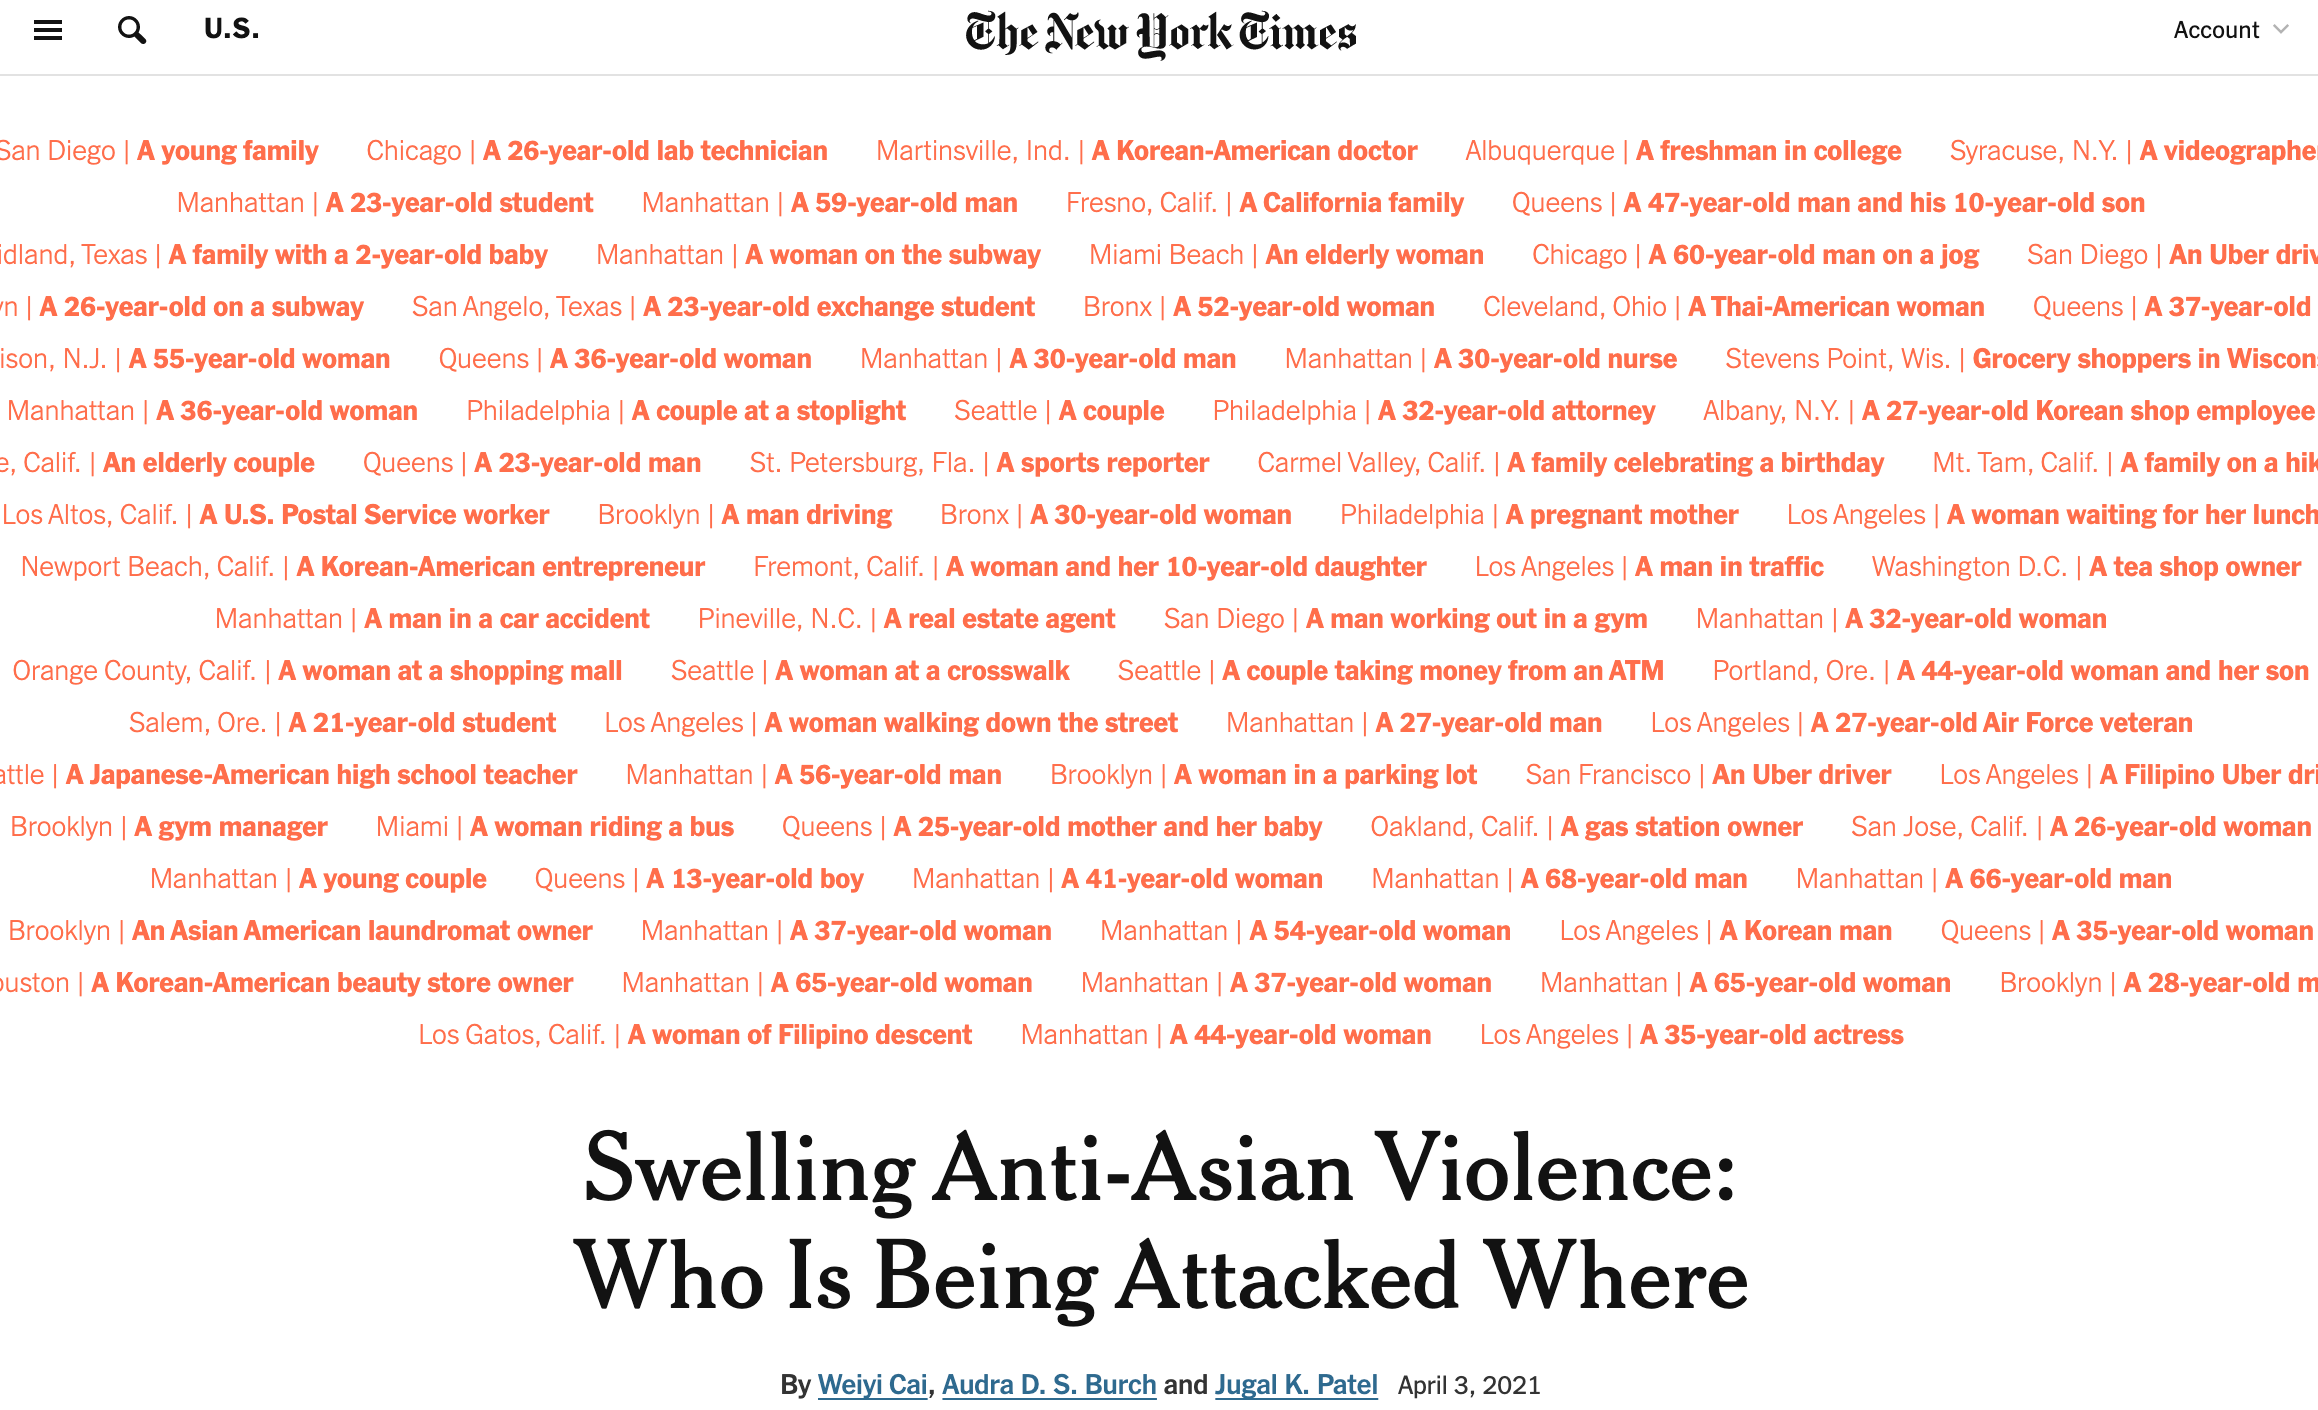 U.S. The New York Times Account
San Diego | A young family Chicago | A 26-year-old lab technician Martinsville, Ind. | A Korean-American doctor Albuquerque | A freshman in college Syracuse, N.Y. | A videographe
Manhattan | A 23-year-old student Manhattan | A 59-year-old man Fresno, Calif. | A California family Queens | A 47-year-old man and his 10-year-old son
idland, Texas | A family with a 2-year-old baby Manhattan | A woman on the subway Miami Beach | An elderly woman Chicago | A 60-year-old man on a jog San Diego | An Uber driv
yn | A 26-year-old on a subway San Angelo, Texas | A 23-year-old exchange student Bronx | A 52-year-old woman Cleveland, Ohio | A Thai-American woman Queens | A 37-year-old
ison, N.J. | A 55-year-old woman Queens | A 36-year-old woman Manhattan | A 30-year-old man Manhattan | A 30-year-old nurse Stevens Point, Wis. | Grocery shoppers in Wiscons
Manhattan | A 36-year-old woman Philadelphia | A couple at a stoplight Seattle | A couple Philadelphia | A 32-year-old attorney Albany, N.Y. | A 27-year-old Korean shop employee
e, Calif. | An elderly couple Queens | A 23-year-old man St. Petersburg, Fla. | A sports reporter Carmel Valley, Calif. | A family celebrating a birthday Mt. Tam, Calif. | A family on a hik
Los Altos, Calif. | A U.S. Postal Service worker Brooklyn | A man driving Bronx | A 30-year-old woman Philadelphia | A pregnant mother Los Angeles | A woman waiting for her lunch
Newport Beach, Calif. | A Korean-American entrepreneur Fremont, Calif. | A woman and her 10-year-old daughter Los Angeles | A man in traffic Washington D.C. | A tea shop owner
Manhattan | A man in a car accident Pineville, N.C. | A real estate agent San Diego | A man working out in a gym Manhattan | A 32-year-old woman
Orange County, Calif. | A woman at a shopping mall Seattle | A woman at a crosswalk Seattle | A couple taking money from an ATM Portland, Ore. | A 44-year-old woman and her son
Salem, Ore. | A 21-year-old student Los Angeles | A woman walking down the street Manhattan | A 27-year-old man Los Angeles | A 27-year-old Air Force veteran
attle | A Japanese-American high school teacher Manhattan | A 56-year-old man Brooklyn | A woman in a parking lot San Francisco | An Uber driver Los Angeles | A Filipino Uber dri
Brooklyn | A gym manager Miami | A woman riding a bus Queens | A 25-year-old mother and her baby Oakland, Calif. | A gas station owner San Jose, Calif. | A 26-year-old woman
Manhattan | A young couple Queens | A 13-year-old boy Manhattan | A 41-year-old woman Manhattan | A 68-year-old man Manhattan | A 66-year-old man
Brooklyn | An Asian American laundromat owner Manhattan | A 37-year-old woman Manhattan | A 54-year-old woman Los Angeles | A Korean man Queens | A 35-year-old woman
ouston | A Korean-American beauty store owner Manhattan | A 65-year-old woman Manhattan | A 37-year-old woman Manhattan | A 65-year-old woman Brooklyn | A 28-year-old m
Los Gatos, Calif. | A woman of Filipino descent Manhattan | A 44-year-old woman Los Angeles | A 35-year-old actress
Swelling Anti-Asian Violence:
Who Is Being Attacked Where
By Weiyi Cai, Audra D. S. Burch and Jugal K. Patel April 3, 2021